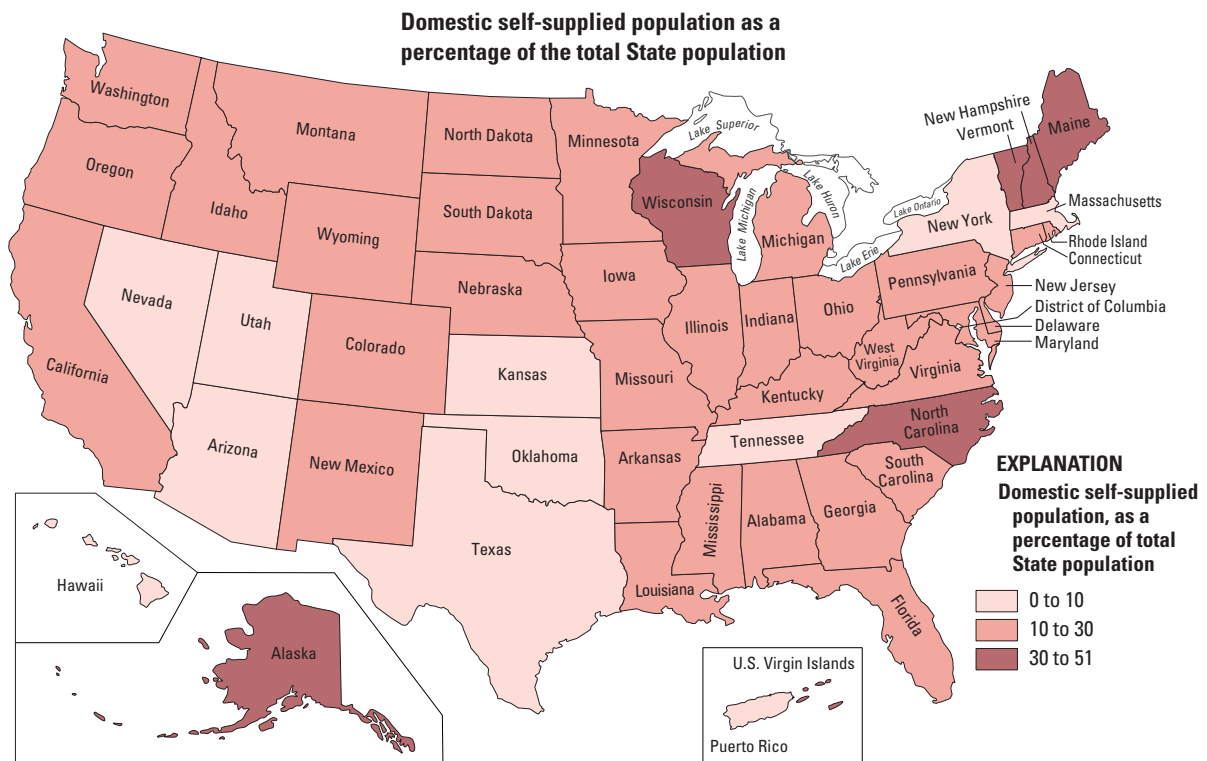 Domestic self-supplied population as a
percentage of the total State population
Washington
Oregon
California
Nevada
Idaho
Montana
Wyoming
Utah
Arizona
Colorado
New Mexico
North Dakota
South Dakota
Nebraska
Kansas
Oklahoma
Texas
Minnesota
Iowa
Missouri
Arkansas
Louisiana
Wisconsin
Illinois
Michigan
Indiana
Ohio
Kentucky
Tennessee
Mississippi
Alabama
Georgia
Florida
South
Carolina
North
Carolina
Virginia
West
Virginia
Pennsylvania
New York
New Hampshire
Vermont
Maine
Massachusetts
Rhode Island
Connecticut
New Jersey
District of Columbia
Delaware
Maryland
Lake Superior
Lake Michigan
Lake Huron
Lake Erie
Lake Ontario
Hawaii
Alaska
U.S. Virgin Islands
Puerto Rico
EXPLANATION
Domestic self-supplied
population, as a
percentage of total
State population
0 to 10
10 to 30
30 to 51